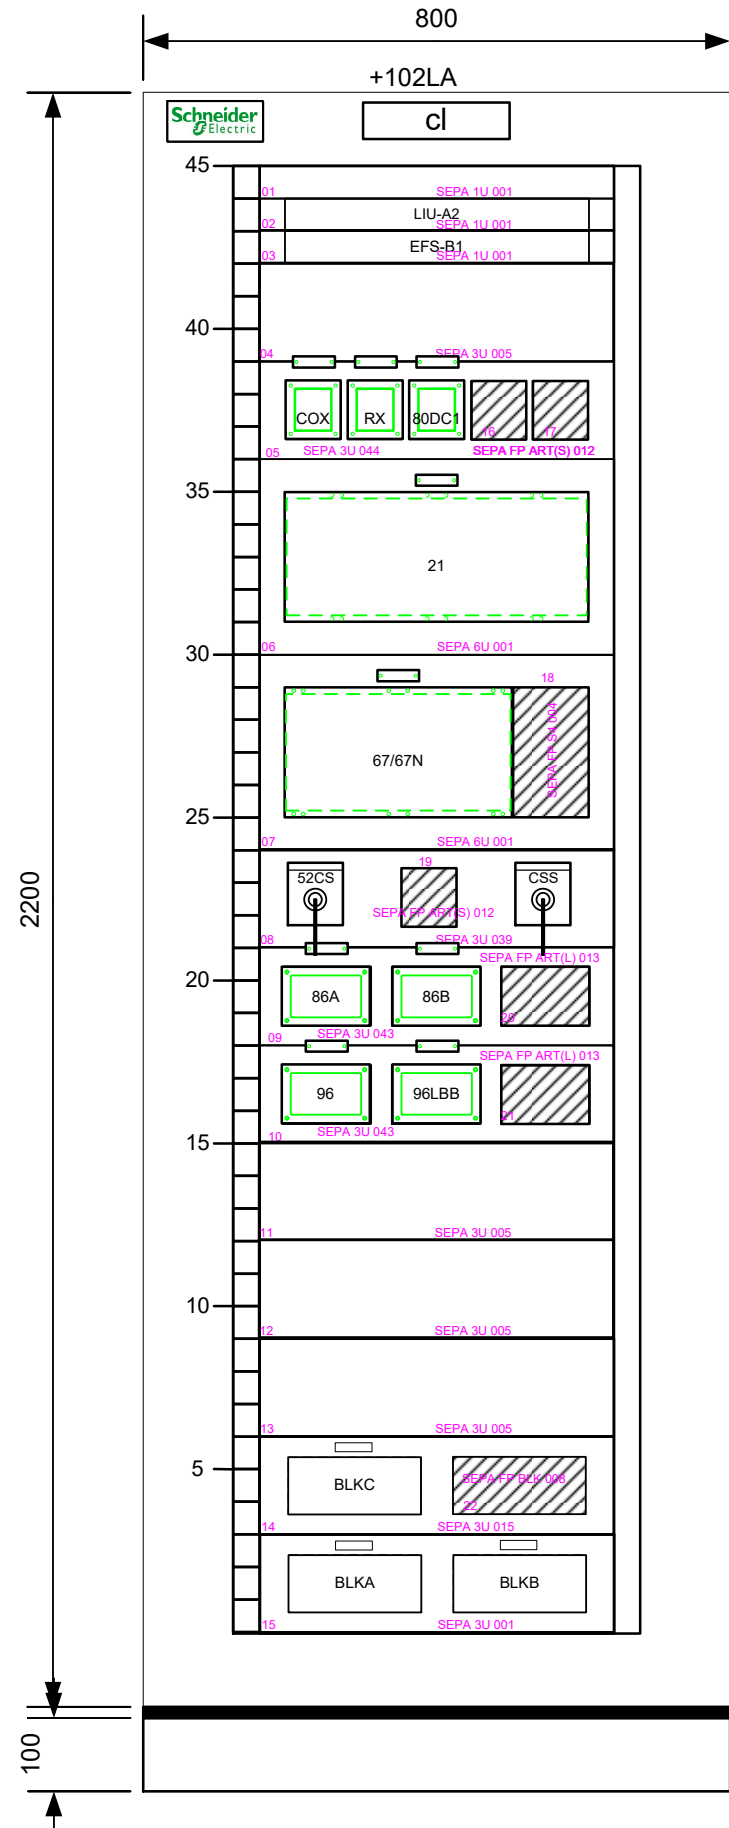 800
+102LA
Schneider
Electric
cl
45
01 SEPA 1U 001
LIU-A2
02 SEPA 1U 001
EFS-B1
03 SEPA 1U 001
40
04 SEPA 3U 005
COX RX 80DC1 16 17
05 SEPA 3U 044 SEPA FP ART(S) 012
35
21
06 SEPA 6U 001
30
18
67/67N SEPA FP S4 004
25
07 SEPA 6U 001
52CS 19 CSS
SEPA FP ART(S) 012
2200
08 SEPA 3U 039
SEPA FP ART(L) 013
20
86A 86B 20
09 SEPA 3U 043
SEPA FP ART(L) 013
96 96LBB 21
10 SEPA 3U 043
15
11 SEPA 3U 005
10
12 SEPA 3U 005
13 SEPA 3U 005
5
BLKC SEPA FP BLK 008
22
14 SEPA 3U 015
BLKA BLKB
15 SEPA 3U 001
100